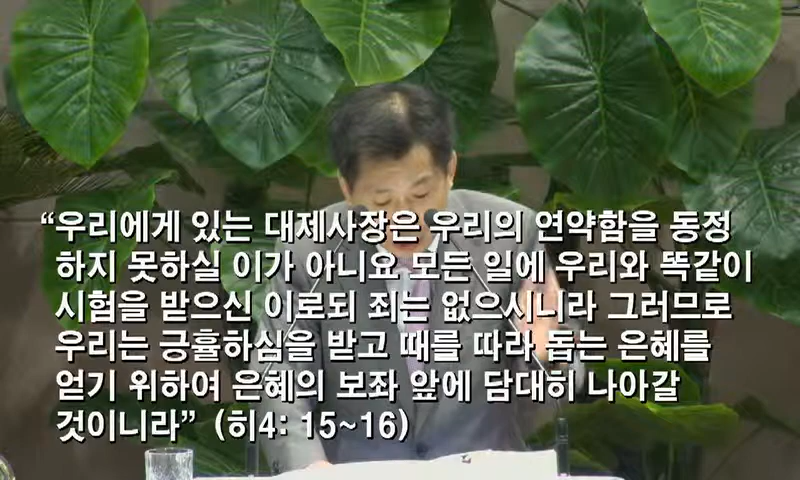 “우리에게 있는 대제사장은 우리의 연약함을 동정
하지 못하실 이가 아니요 모든 일에 우리와 똑같이
시험을 받으신 이로되 죄는 없으시니라 그러므로
우리는 긍휼하심을 받고 때를 따라 돕는 은혜를
얻기 위하여 은혜의 보좌 앞에 담대히 나아갈
것이니라” (히4: 15~16)